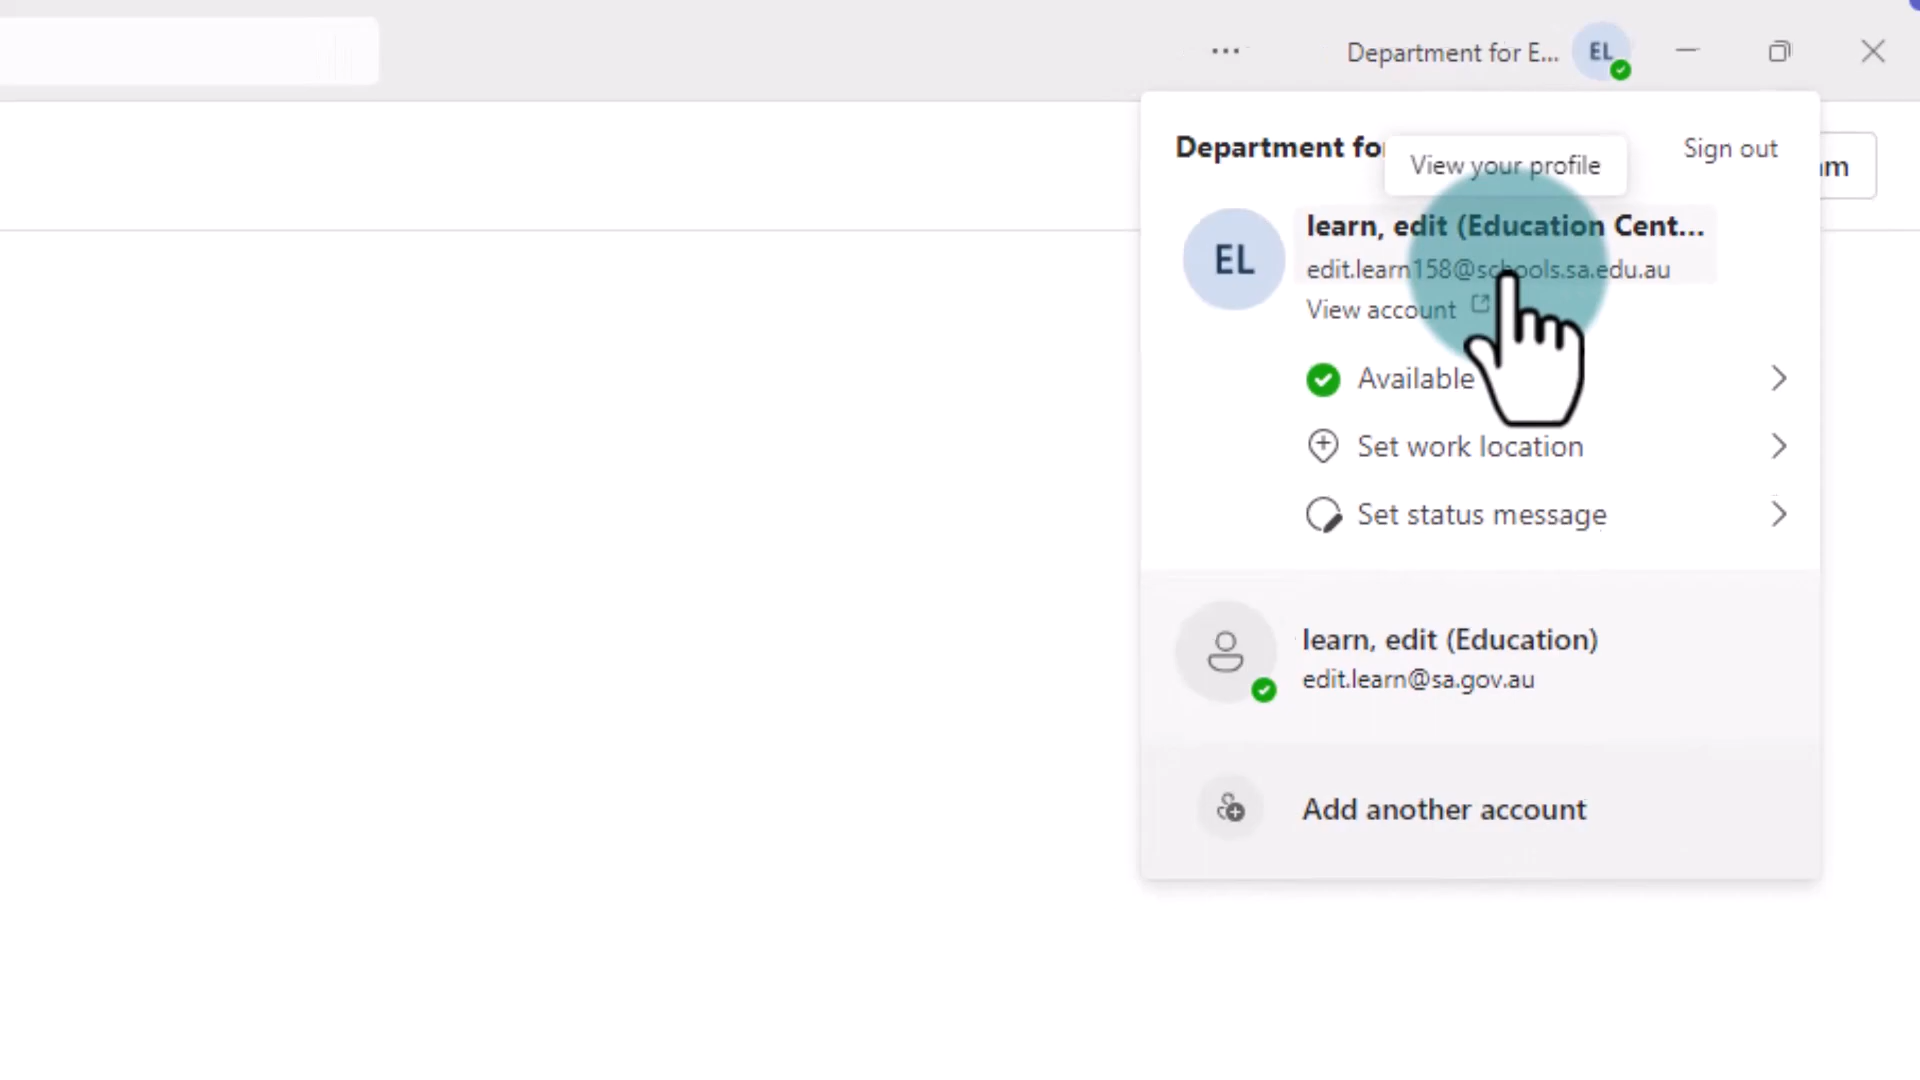 ... Department for E... EL
Department fo
View your profile
Sign out
am
learn, edit (Education Cent...
EL
edit.learn158@schools.sa.edu.au
View account
Available
Set work location
Set status message
learn, edit (Education)
edit.learn@sa.gov.au
Add another account